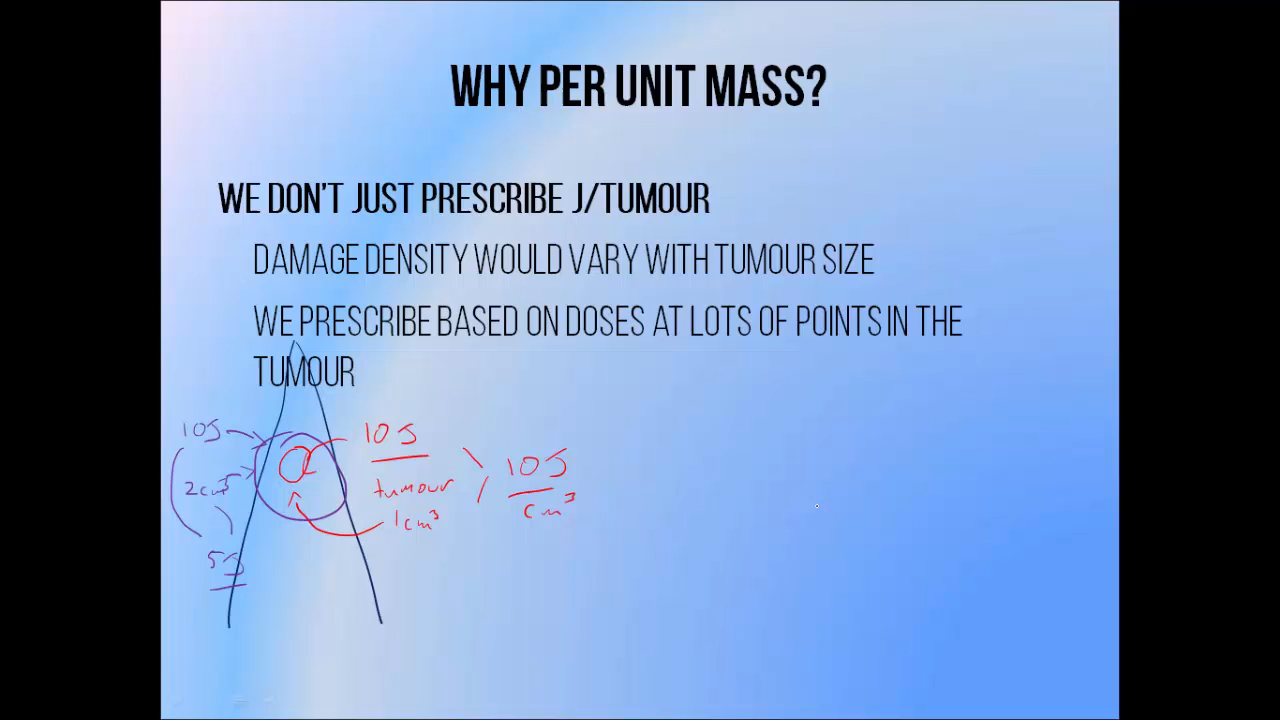 WHY PER UNIT MASS?
WE DON'T JUST PRESCRIBE J/TUMOUR
DAMAGE DENSITY WOULD VARY WITH TUMOUR SIZE
WE PRESCRIBE BASED ON DOSES AT LOTS OF POINTS IN THE
TUMOUR
10J
2cm³
5J
10J
tumour
1cm³
10J
cm³